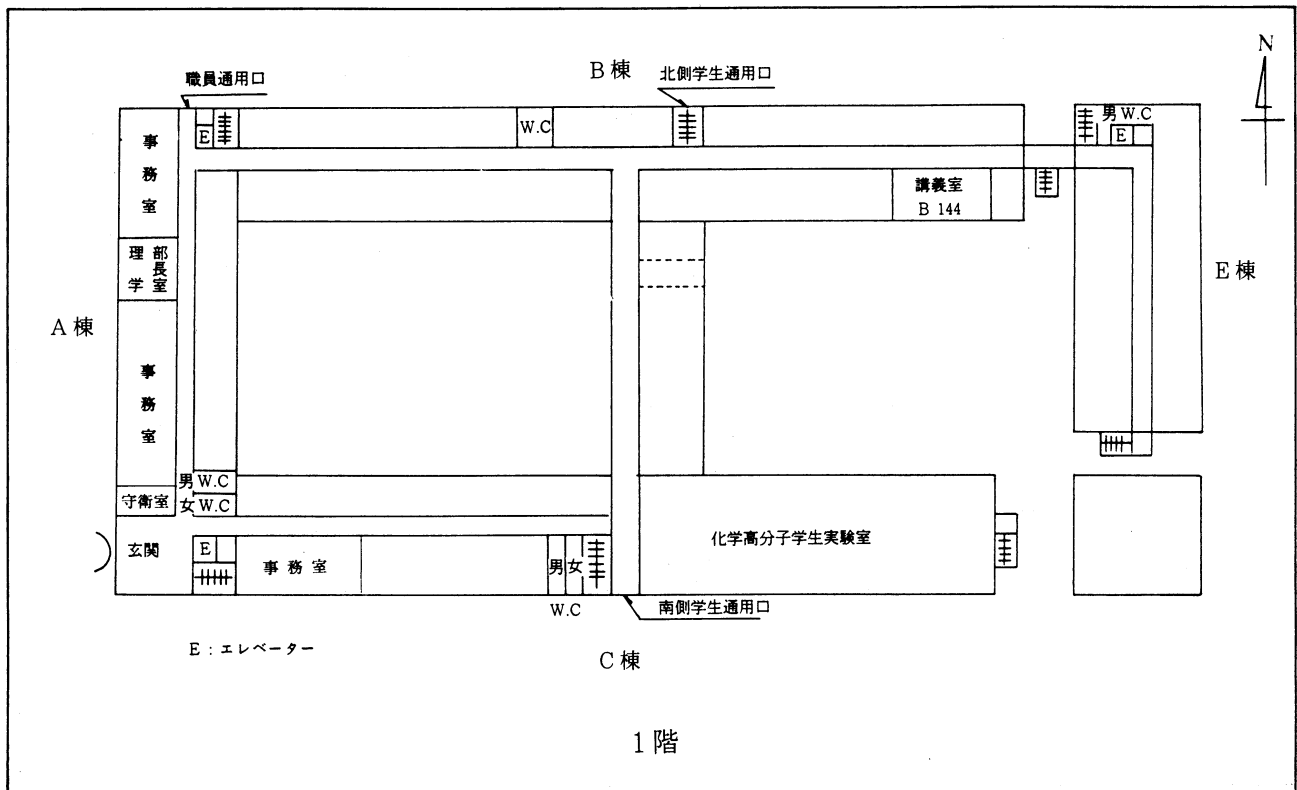 N
B棟
職員通用口
北側学生通用口
E
W.C
男 W.C
E
事務室
講義室
B 144
理学部長室
E棟
A棟
事務室
男 W.C
守衛室
女 W.C
玄関
E
事務室
男
女
W.C
化学高分子学生実験室
南側学生通用口
E：エレベーター
C棟
1階